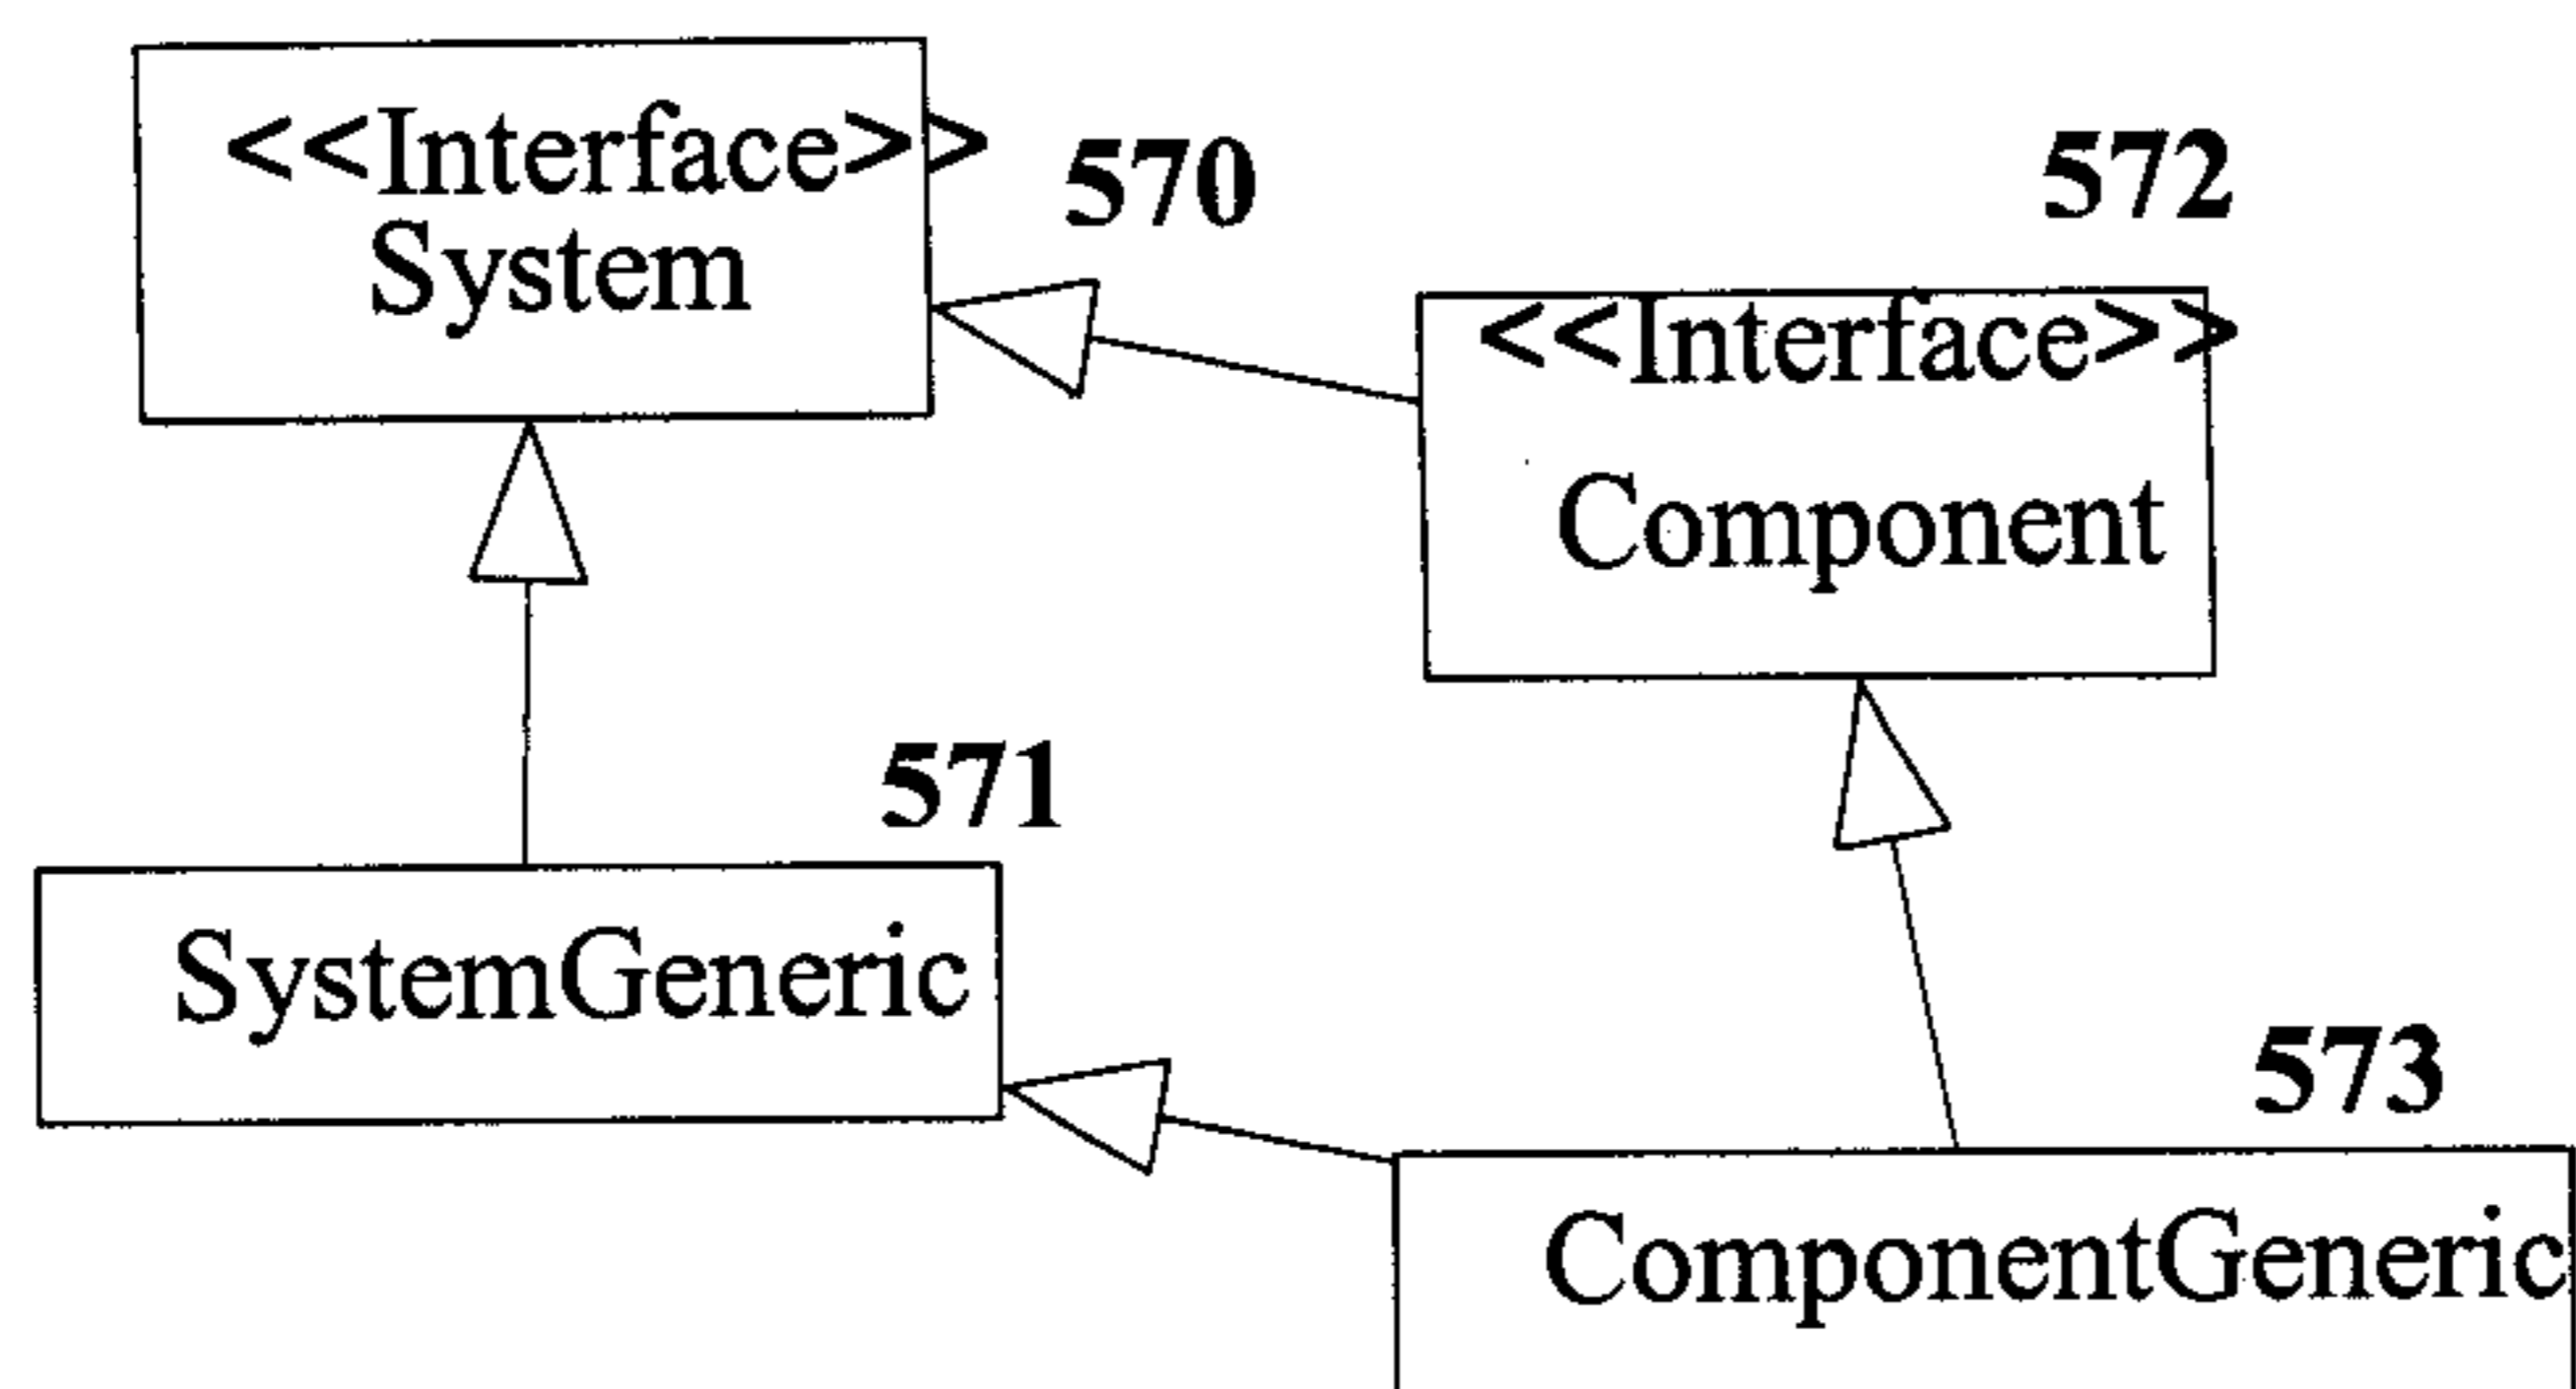 <<Interface>>
System
570
572
<<Interface>>
Component
571
SystemGeneric
573
ComponentGeneric